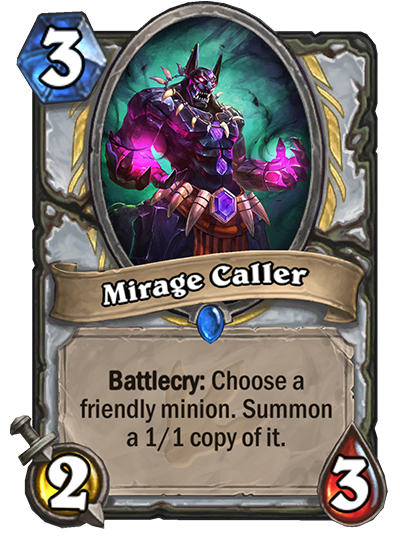 3
Mirage Caller
Battlecry: Choose a
friendly minion. Summon
a 1/1 copy of it.
2
3